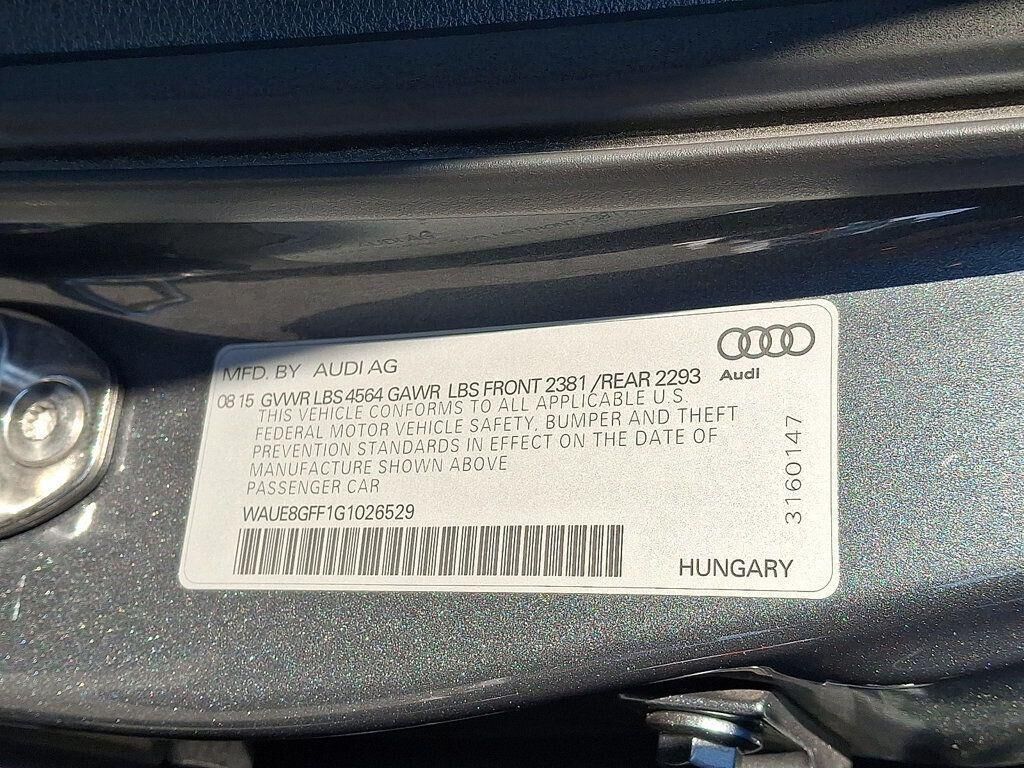 MFD. BY AUDI AG
Audi
08 15 GVWR LBS 4564 GAWR LBS FRONT 2381 /REAR 2293
THIS VEHICLE CONFORMS TO ALL APPLICABLE U.S.
FEDERAL MOTOR VEHICLE SAFETY, BUMPER AND THEFT
PREVENTION STANDARDS IN EFFECT ON THE DATE OF
MANUFACTURE SHOWN ABOVE
PASSENGER CAR
WAUE8GFF1G1026529
HUNGARY
3160147